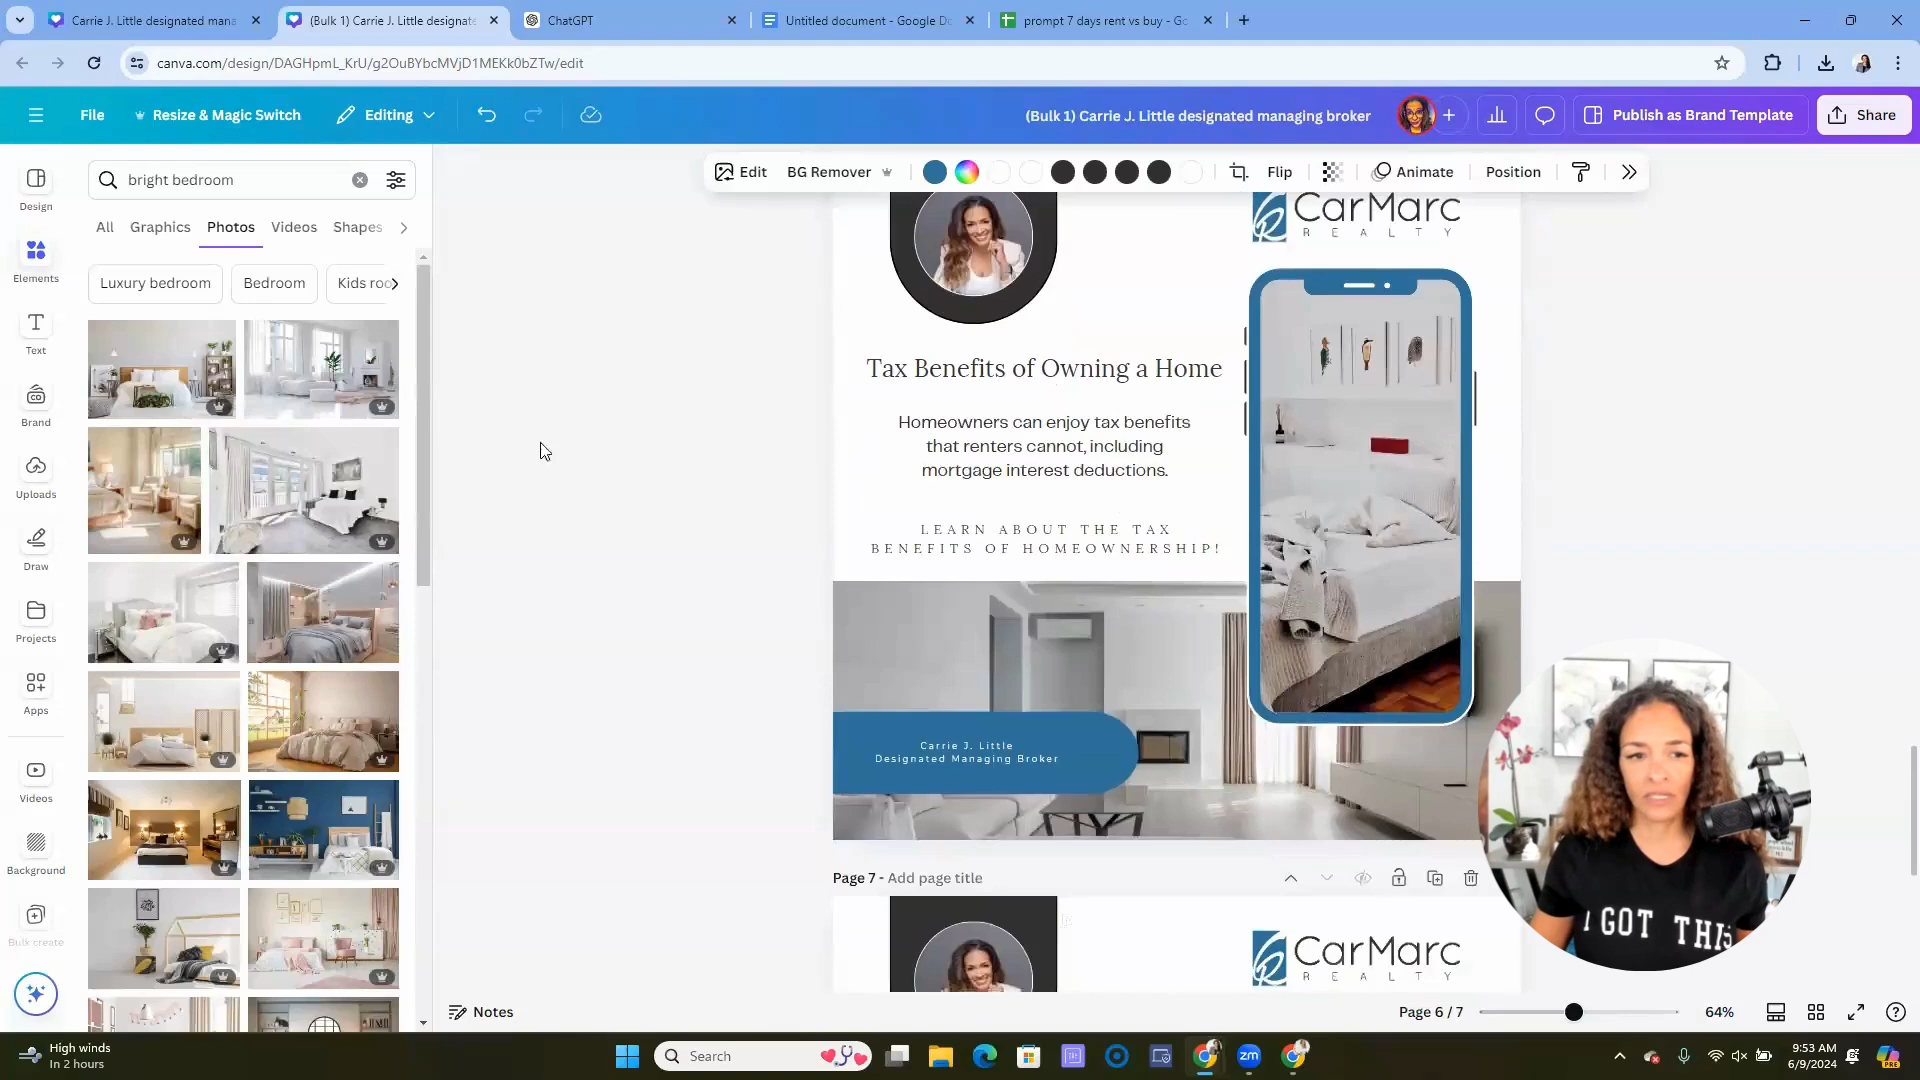 Carrie J. Little designated mana
(Bulk 1) Carrie J. Little designate
ChatGPT
Untitled document - Google Do
prompt 7 days rent vs buy - Go
canva.com/design/DAGHpmL_KrU/g2OuBYbcMVjD1MEKk0bZTw/edit
File
Resize & Magic Switch
Editing
(Bulk 1) Carrie J. Little designated managing broker
Publish as Brand Template
Share
Design
Elements
Text
Brand
Uploads
Draw
Projects
Apps
Videos
Background
Bulk create
bright bedroom
All
Graphics
Photos
Videos
Shapes
Luxury bedroom
Bedroom
Kids roo
Edit
BG Remover
Flip
Animate
Position
CarMarc
REALTY
Tax Benefits of Owning a Home
Homeowners can enjoy tax benefits
that renters cannot, including
mortgage interest deductions.
LEARN ABOUT THE TAX
BENEFITS OF HOMEOWNERSHIP!
Carrie J. Little
Designated Managing Broker
Page 7 - Add page title
CarMarc
REALTY
I GOT THIS
Notes
Page 6 / 7
64%
High winds
In 2 hours
Search
zm
9:53 AM
6/9/2024